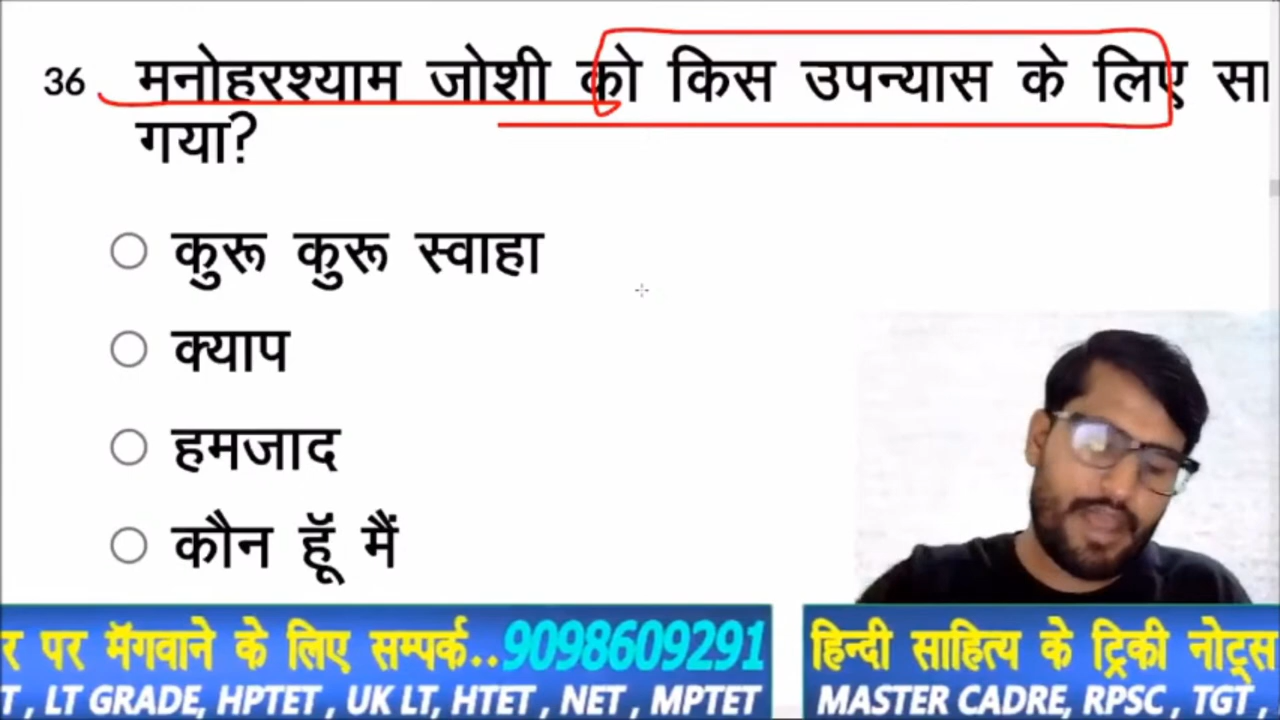 36 मनोहरश्याम जोशी को किस उपन्यास के लिए सा
गया?
कुरू कुरू स्वाहा
क्याप
हमजाद
कौन हूॅ मैं
र पर मॅगवाने के लिए सम्पर्क..9098609291
T , LT GRADE, HPTET , UK LT, HTET , NET , MPTET
हिन्दी साहित्य के ट्रिकी नोट्स
MASTER CADRE, RPSC , TGT ,